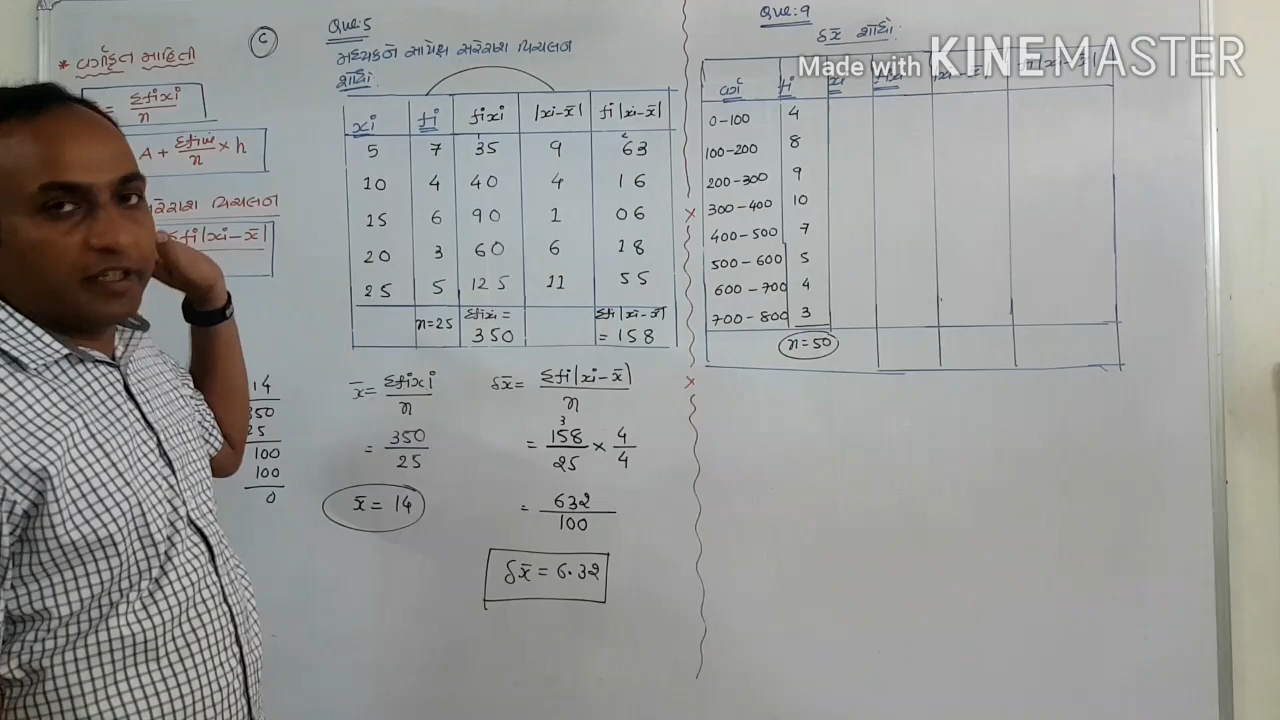 * વર્ગીકૃત માહિતી
= Σfixi / n
A + Σfiui / n × h
સરેરાશ વિચલન
Σfi|xi - x̄|
14
350
25
100
100
0
C
Que:5
મધ્યકને સાપેક્ષ સરેરાશ વિચલન
શોધો.
xi fi fixi |xi-x̄| fi|xi-x̄|
5 7 35 9 63
10 4 40 4 16
15 6 90 1 06
20 3 60 6 18
25 5 125 11 55
n=25 Σfixi = 350 Σfi|xi-x̄| = 158
x̄ = Σfixi / n
= 350 / 25
x̄ = 14
δx̄ = Σfi|xi-x̄| / n
= 158 / 25 × 4 / 4
= 632 / 100
δx̄ = 6.32
Que:9
δx̄ શોધો.
Made with KINEMASTER
વર્ગ fi xi
0-100 4
100-200 8
200-300 9
300-400 10
400-500 7
500-600 5
600-700 4
700-800 3
n=50